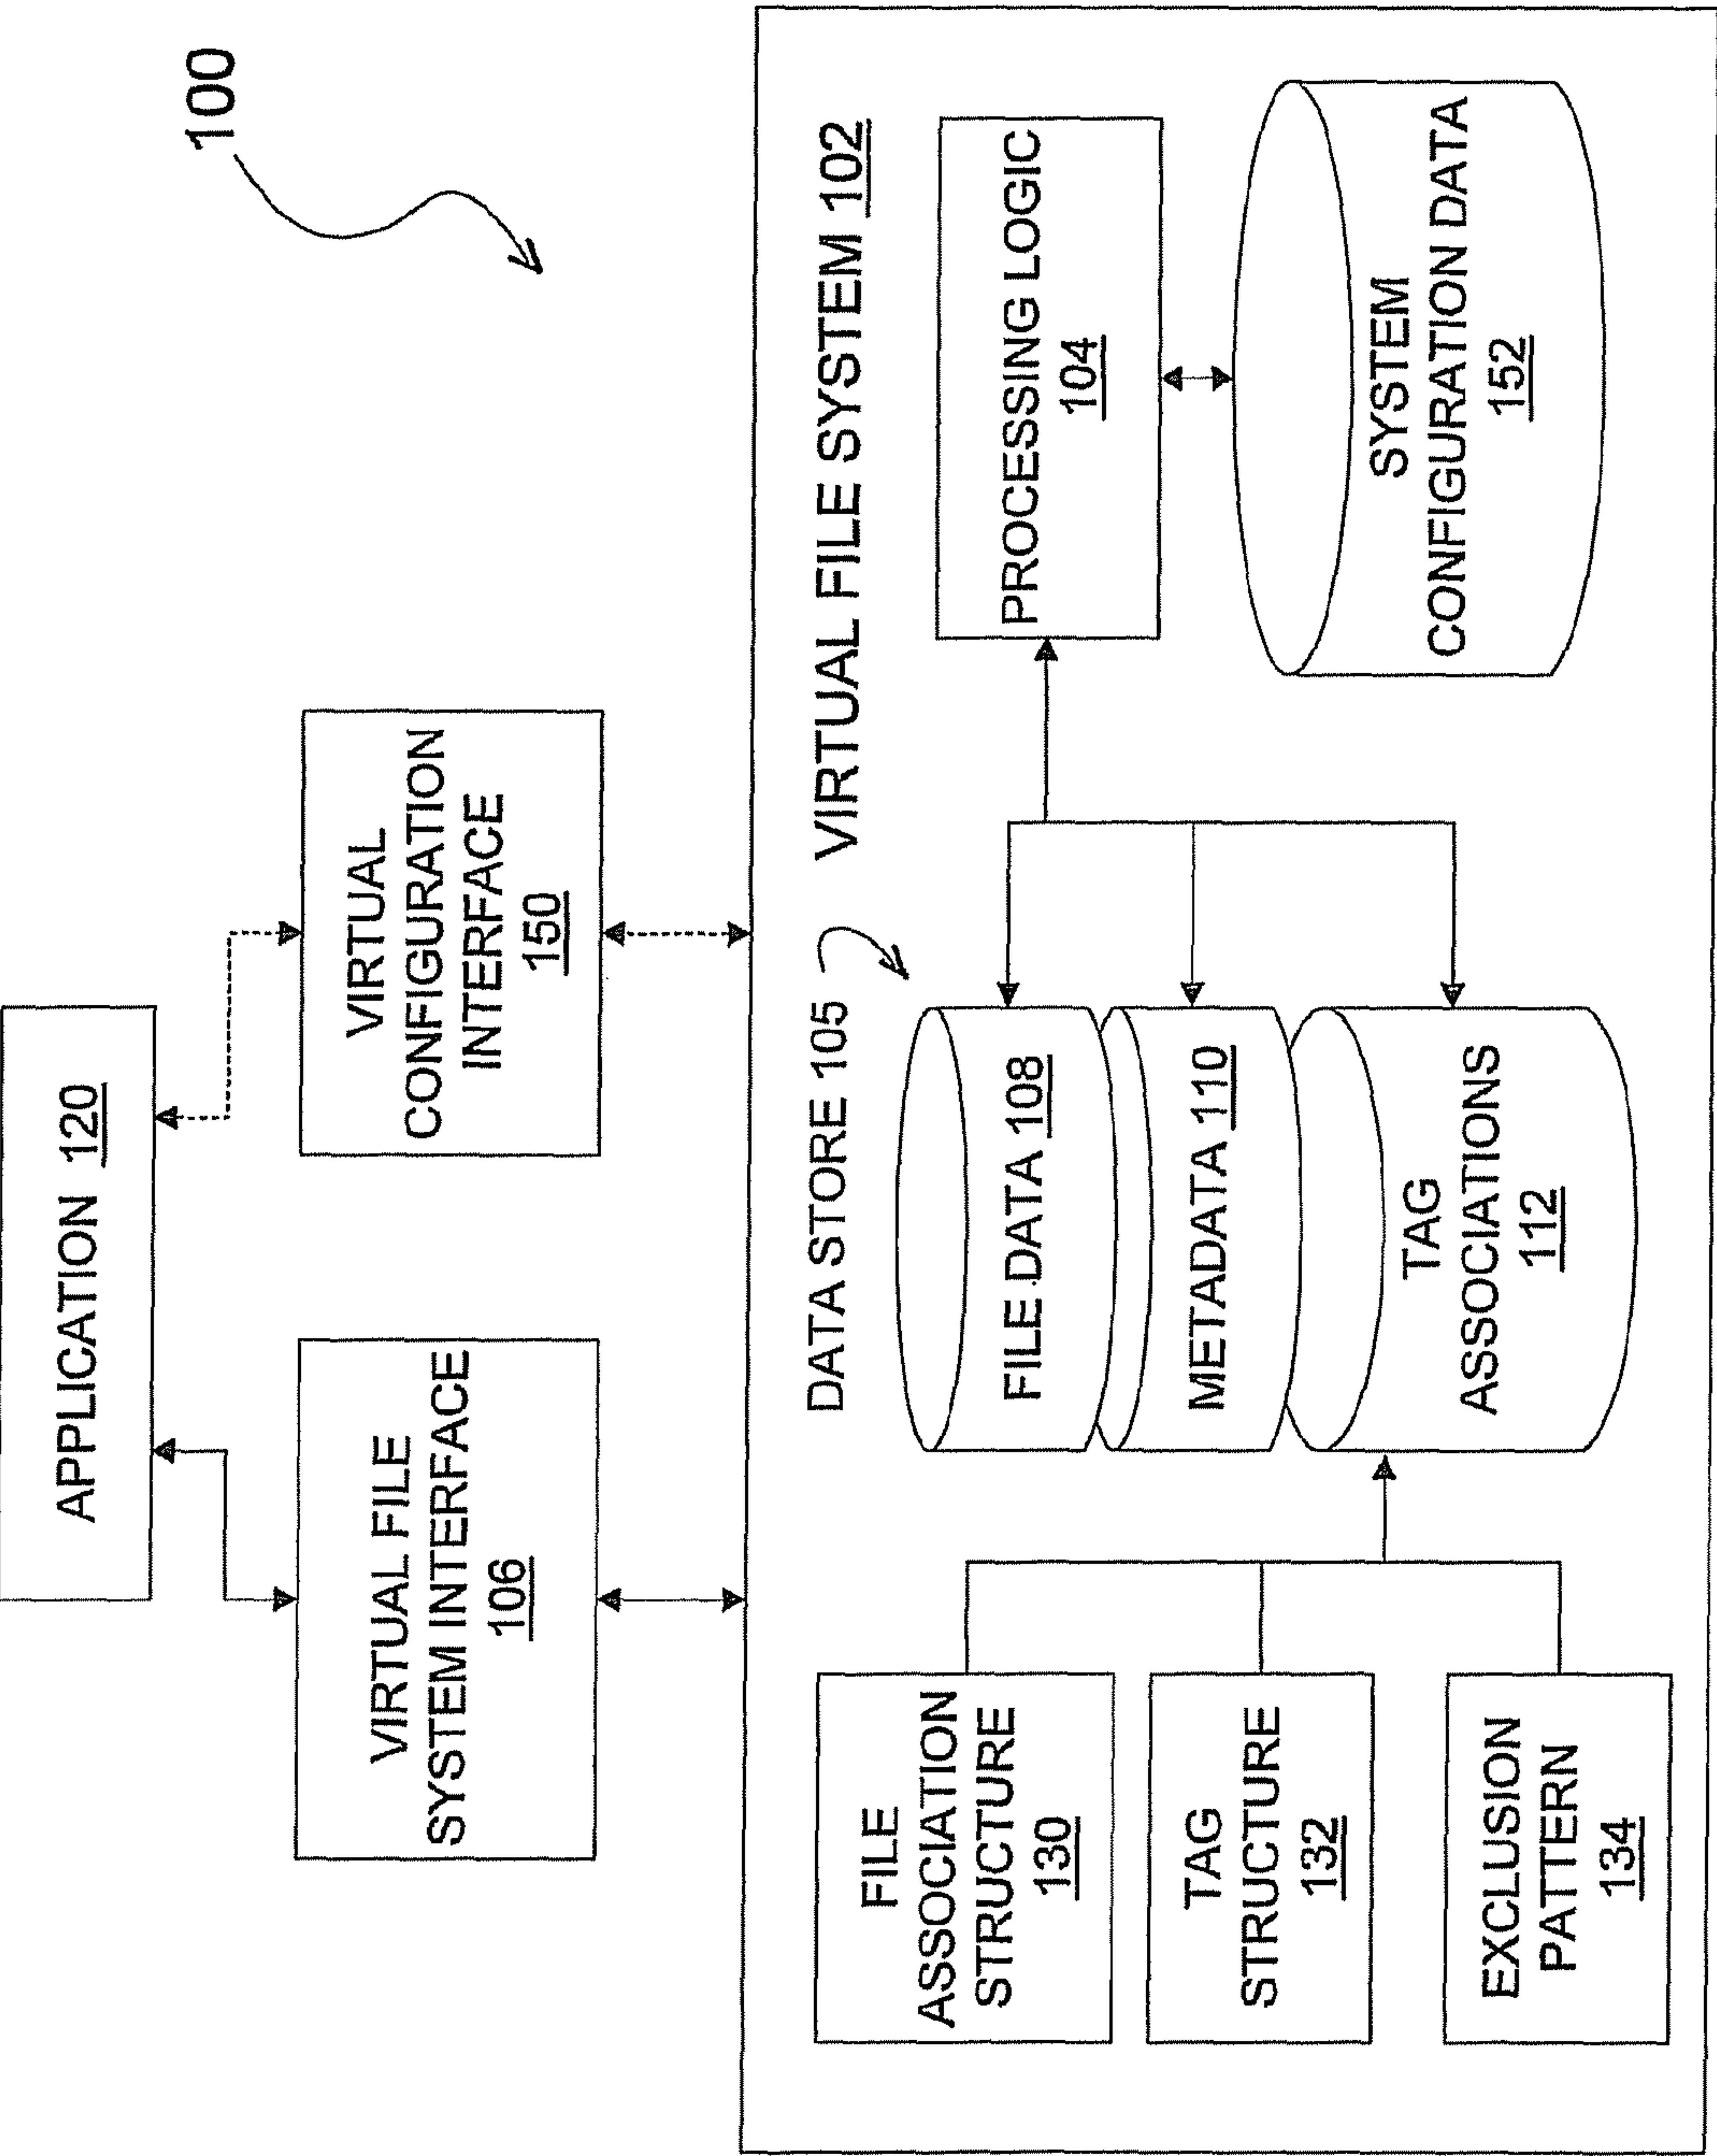 100
APPLICATION 120
VIRTUAL FILE
SYSTEM INTERFACE
106
VIRTUAL
CONFIGURATION
INTERFACE
150
DATA STORE 105
VIRTUAL FILE SYSTEM 102
FILE
ASSOCIATION
STRUCTURE
130
TAG
STRUCTURE
132
EXCLUSION
PATTERN
134
FILE DATA 108
METADATA 110
TAG
ASSOCIATIONS
112
PROCESSING LOGIC
104
SYSTEM
CONFIGURATION DATA
152